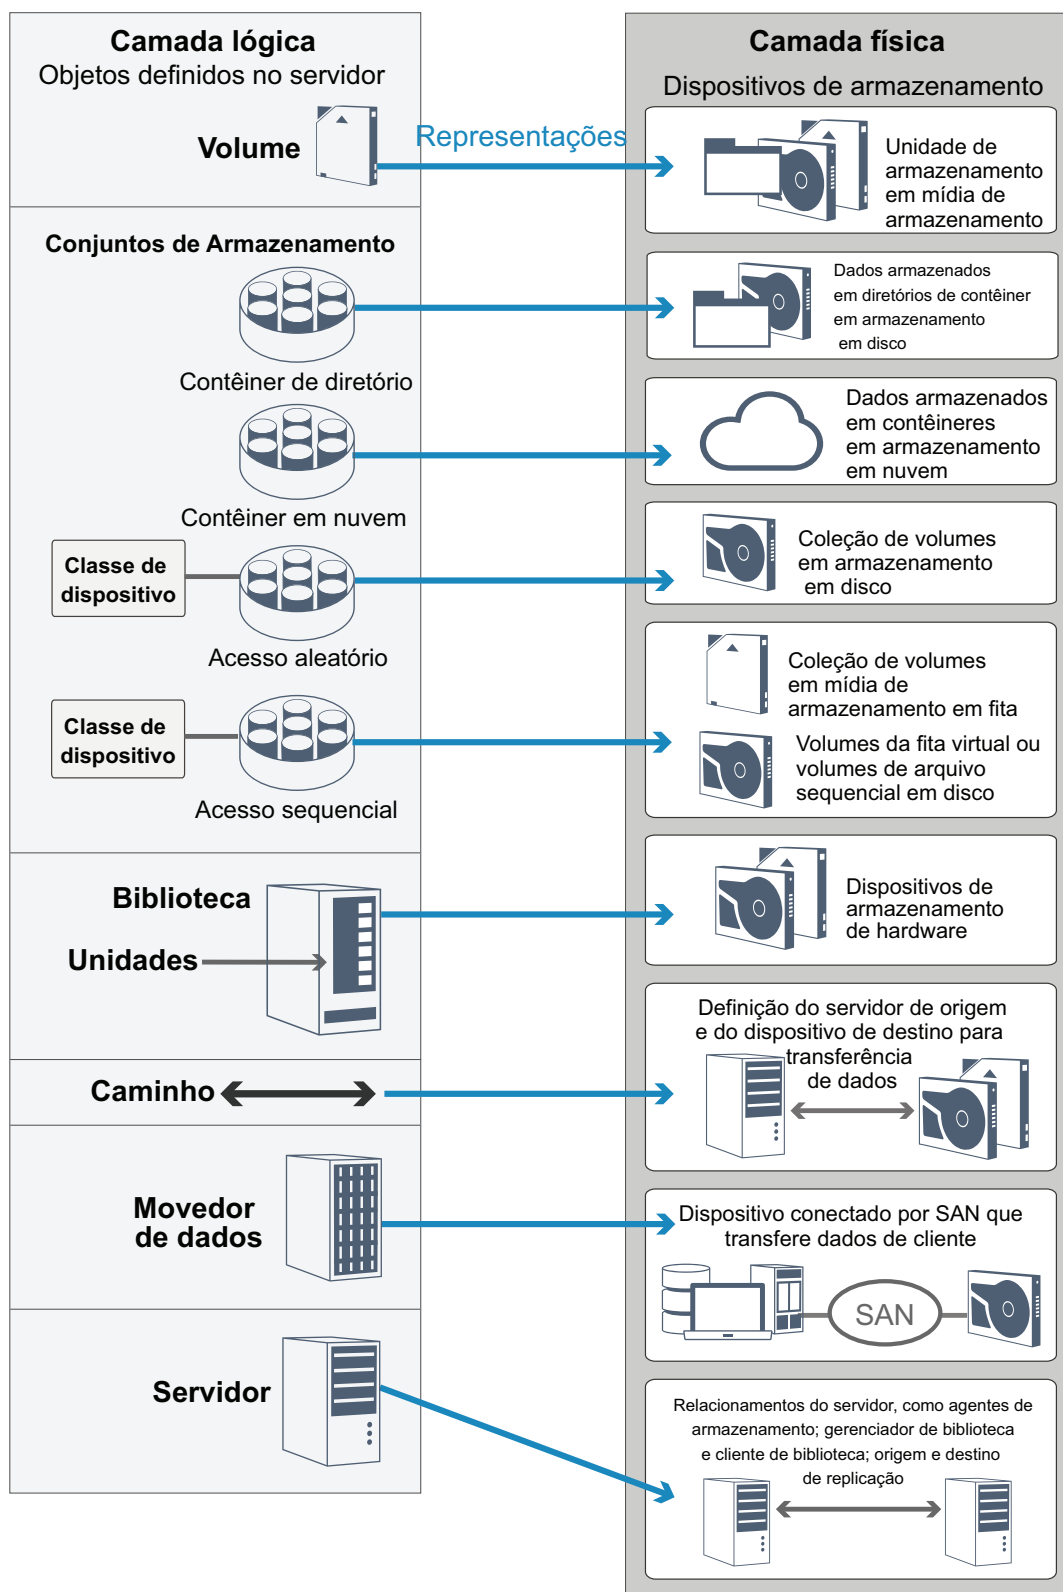 Camada lógica
Objetos definidos no servidor
Camada física
Dispositivos de armazenamento
Volume
Representações
Unidade de
armazenamento
em mídia de
armazenamento
Conjuntos de Armazenamento
Contêiner de diretório
Dados armazenados
em diretórios de contêiner
em armazenamento
em disco
Contêiner em nuvem
Dados armazenados
em contêineres
em armazenamento
em nuvem
Classe de
dispositivo
Acesso aleatório
Coleção de volumes
em armazenamento
em disco
Classe de
dispositivo
Acesso sequencial
Coleção de volumes
em mídia de
armazenamento em fita
Volumes da fita virtual ou
volumes de arquivo
sequencial em disco
Biblioteca
Unidades
Dispositivos de
armazenamento
de hardware
Caminho
Definição do servidor de origem
e do dispositivo de destino para
transferência
de dados
Movedor
de dados
Dispositivo conectado por SAN que
transfere dados de cliente
SAN
Servidor
Relacionamentos do servidor, como agentes de
armazenamento; gerenciador de biblioteca
e cliente de biblioteca; origem e destino
de replicação